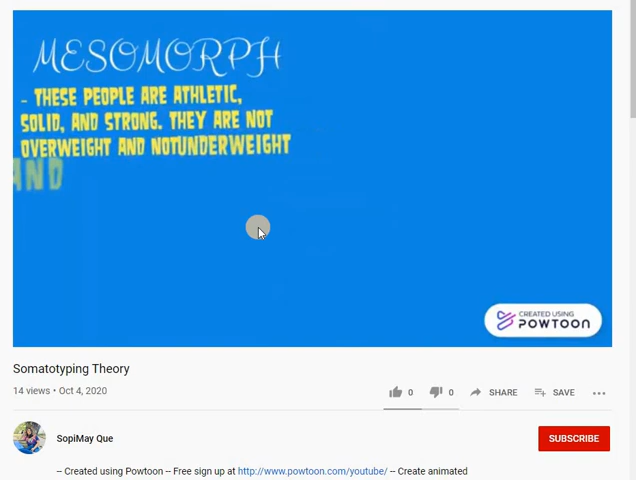 MESOMORPH
- THESE PEOPLE ARE ATHLETIC,
SOLID, AND STRONG. THEY ARE NOT
OVERWEIGHT AND NOTUNDERWEIGHT
AND
CREATED USING
POWTOON
Somatotyping Theory
14 views • Oct 4, 2020
0 0 SHARE SAVE
SopiMay Que
SUBSCRIBE
-- Created using Powtoon -- Free sign up at http://www.powtoon.com/youtube/ -- Create animated